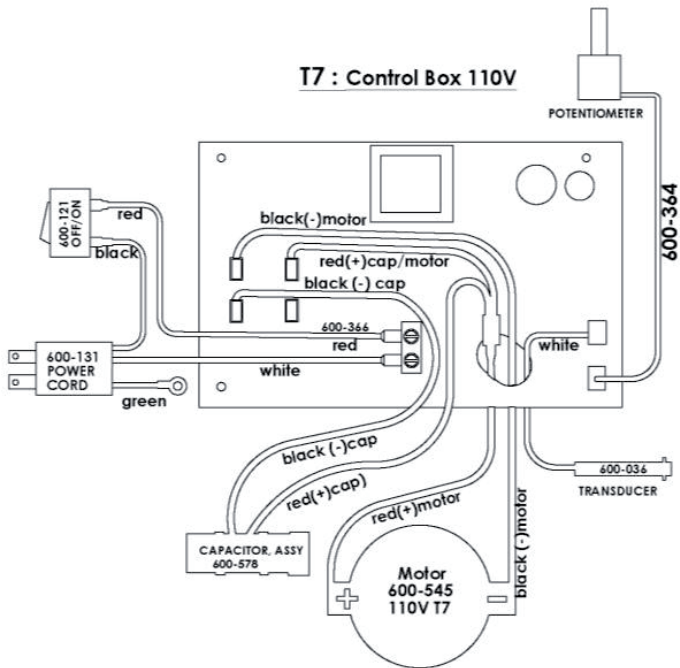 T7 : Control Box 110V
POTENTIOMETER
600-364
600-121
OFF/ON
red
black
black(-)motor
red(+)cap/motor
black (-) cap
600-366
red
white
white
600-131
POWER
CORD
green
black (-)cap
red(+)cap)
red(+)motor
black (-)motor
600-036
TRANSDUCER
CAPACITOR, ASSY
600-578
Motor
600-545
110V T7
+
-